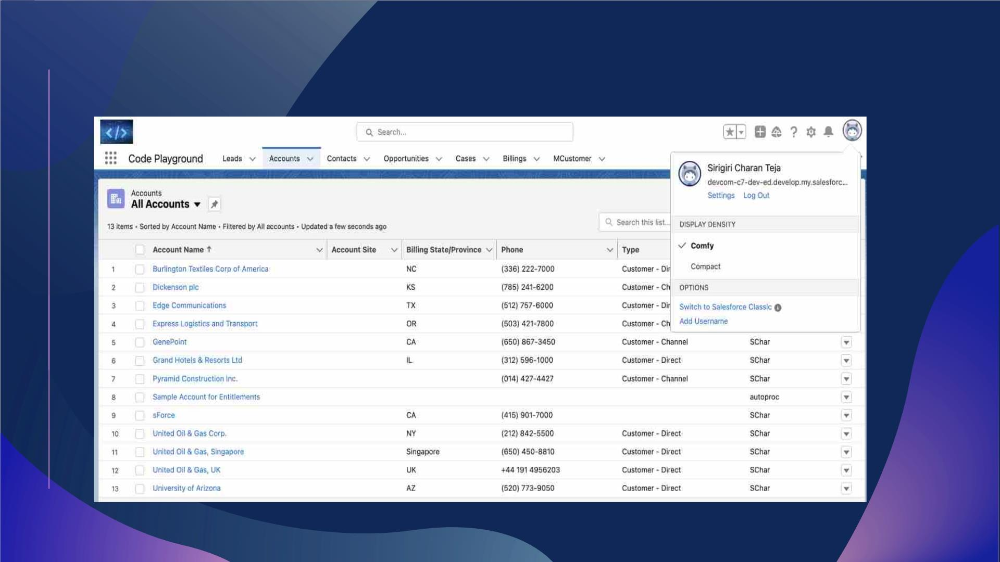 </>
Search...
Code Playground Leads Accounts Contacts Opportunities Cases Billings MCustomer
Sirigiri Charan Teja
devcom-c7-dev-ed.develop.my.salesforc...
Settings Log Out
DISPLAY DENSITY
Comfy
Compact
OPTIONS
Switch to Salesforce Classic
Add Username
Accounts
All Accounts
13 items • Sorted by Account Name • Filtered by All accounts • Updated a few seconds ago
Search this list...
Account Name ↑ Account Site Billing State/Province Phone Type
1 Burlington Textiles Corp of America NC (336) 222-7000 Customer - Dir
2 Dickenson plc KS (785) 241-6200 Customer - Ch
3 Edge Communications TX (512) 757-6000 Customer - Dir
4 Express Logistics and Transport OR (503) 421-7800 Customer - Ch
5 GenePoint CA (650) 867-3450 Customer - Channel SChar
6 Grand Hotels & Resorts Ltd IL (312) 596-1000 Customer - Direct SChar
7 Pyramid Construction Inc. (014) 427-4427 Customer - Channel SChar
8 Sample Account for Entitlements autoproc
9 sForce CA (415) 901-7000 SChar
10 United Oil & Gas Corp. NY (212) 842-5500 Customer - Direct SChar
11 United Oil & Gas, Singapore Singapore (650) 450-8810 Customer - Direct SChar
12 United Oil & Gas, UK UK +44 191 4956203 Customer - Direct SChar
13 University of Arizona AZ (520) 773-9050 Customer - Direct SChar